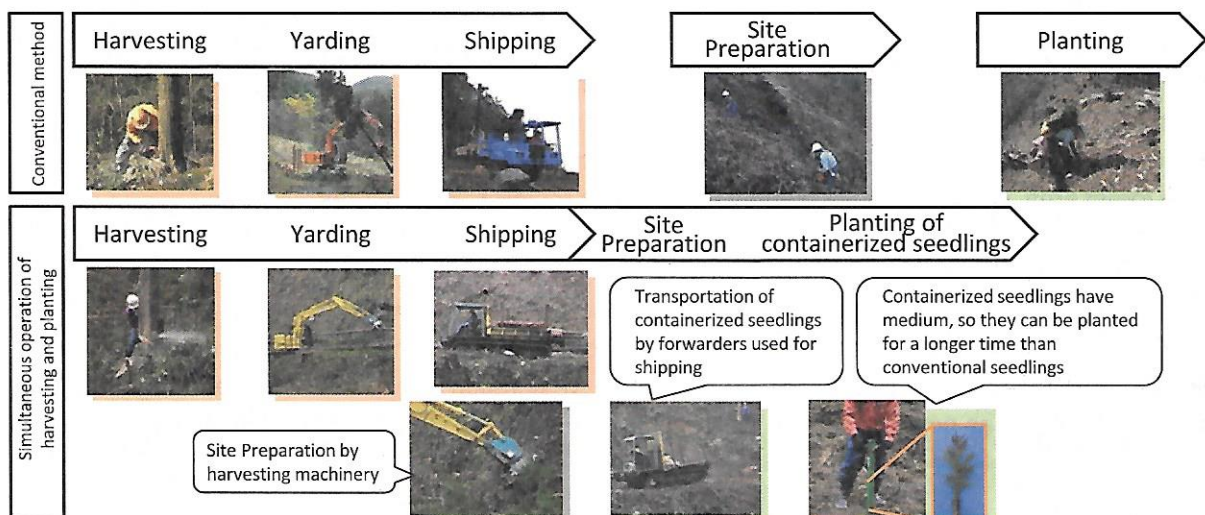 Conventional method
Harvesting
Yarding
Shipping
Site
Preparation
Planting
Simultaneous operation of
harvesting and planting
Harvesting
Yarding
Shipping
Site
Preparation
Planting of
containerized seedlings
Transportation of
containerized seedlings
by forwarders used for
shipping
Containerized seedlings have
medium, so they can be planted
for a longer time than
conventional seedlings
Site Preparation by
harvesting machinery